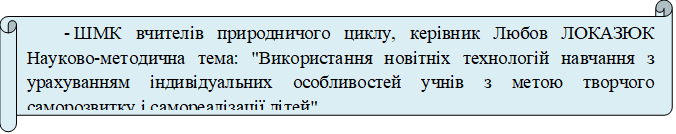 - ШМК вчителів природничого циклу, керівник Любов ЛОКАЗЮК
Науково-методична тема: "Використання новітніх технологій навчання з
урахуванням індивідуальних особливостей учнів з метою творчого
саморозвитку і самореалізації дітей"